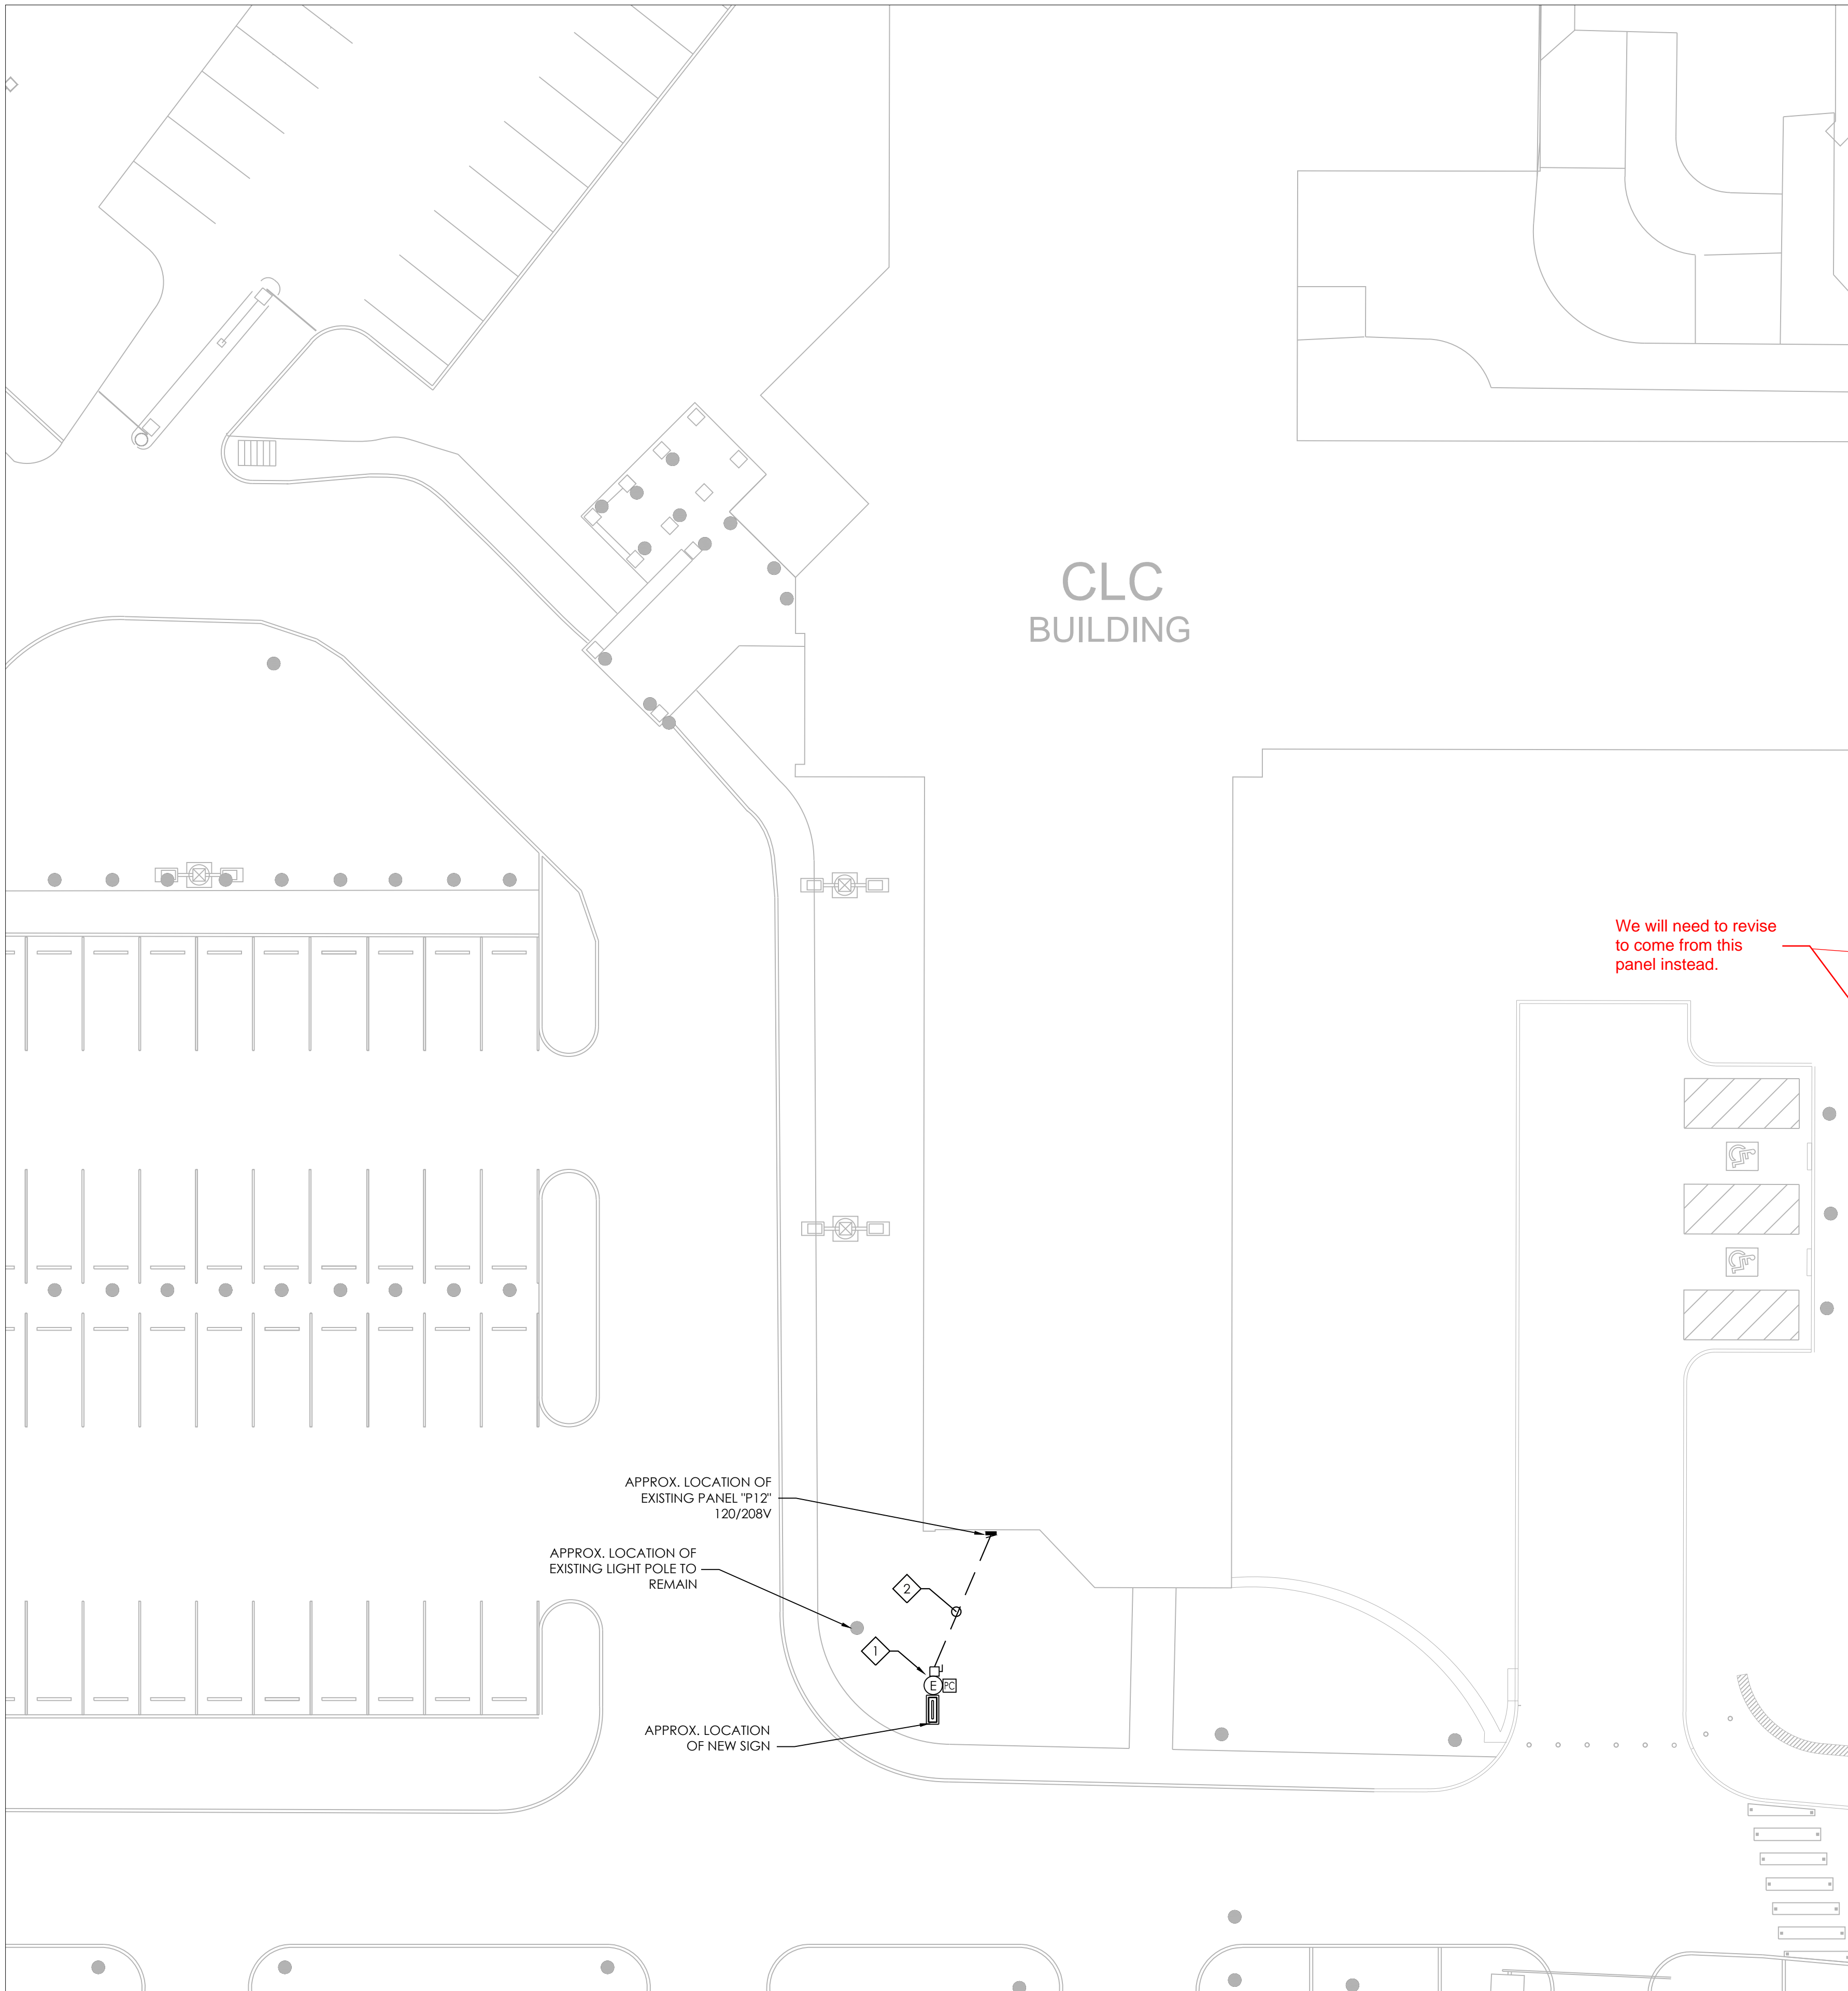 CLC
BUILDING
We will need to revise
to come from this
panel instead.
APPROX. LOCATION OF
EXISTING PANEL "P12"
120/208V
APPROX. LOCATION OF
EXISTING LIGHT POLE TO
REMAIN
2
1
E
PC
J
APPROX. LOCATION
OF NEW SIGN